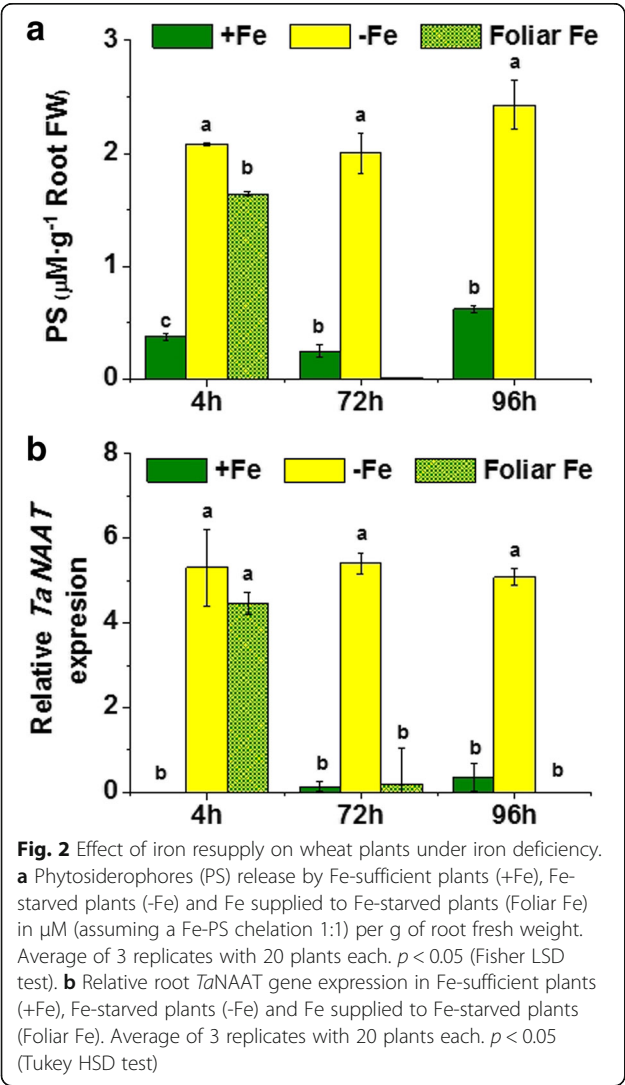 a
+Fe -Fe Foliar Fe
PS (μM·g⁻¹ Root FW)
3
2
1
0
c a b
b a
b a
4h 72h 96h
b
+Fe -Fe Foliar Fe
Relative Ta NAAT
expresion
8
6
4
2
0
b a a
b a b
b a b
4h 72h 96h
Fig. 2 Effect of iron resupply on wheat plants under iron deficiency.
a Phytosiderophores (PS) release by Fe-sufficient plants (+Fe), Fe-
starved plants (-Fe) and Fe supplied to Fe-starved plants (Foliar Fe)
in μM (assuming a Fe-PS chelation 1:1) per g of root fresh weight.
Average of 3 replicates with 20 plants each. p < 0.05 (Fisher LSD
test). b Relative root TaNAAT gene expression in Fe-sufficient plants
(+Fe), Fe-starved plants (-Fe) and Fe supplied to Fe-starved plants
(Foliar Fe). Average of 3 replicates with 20 plants each. p < 0.05
(Tukey HSD test)